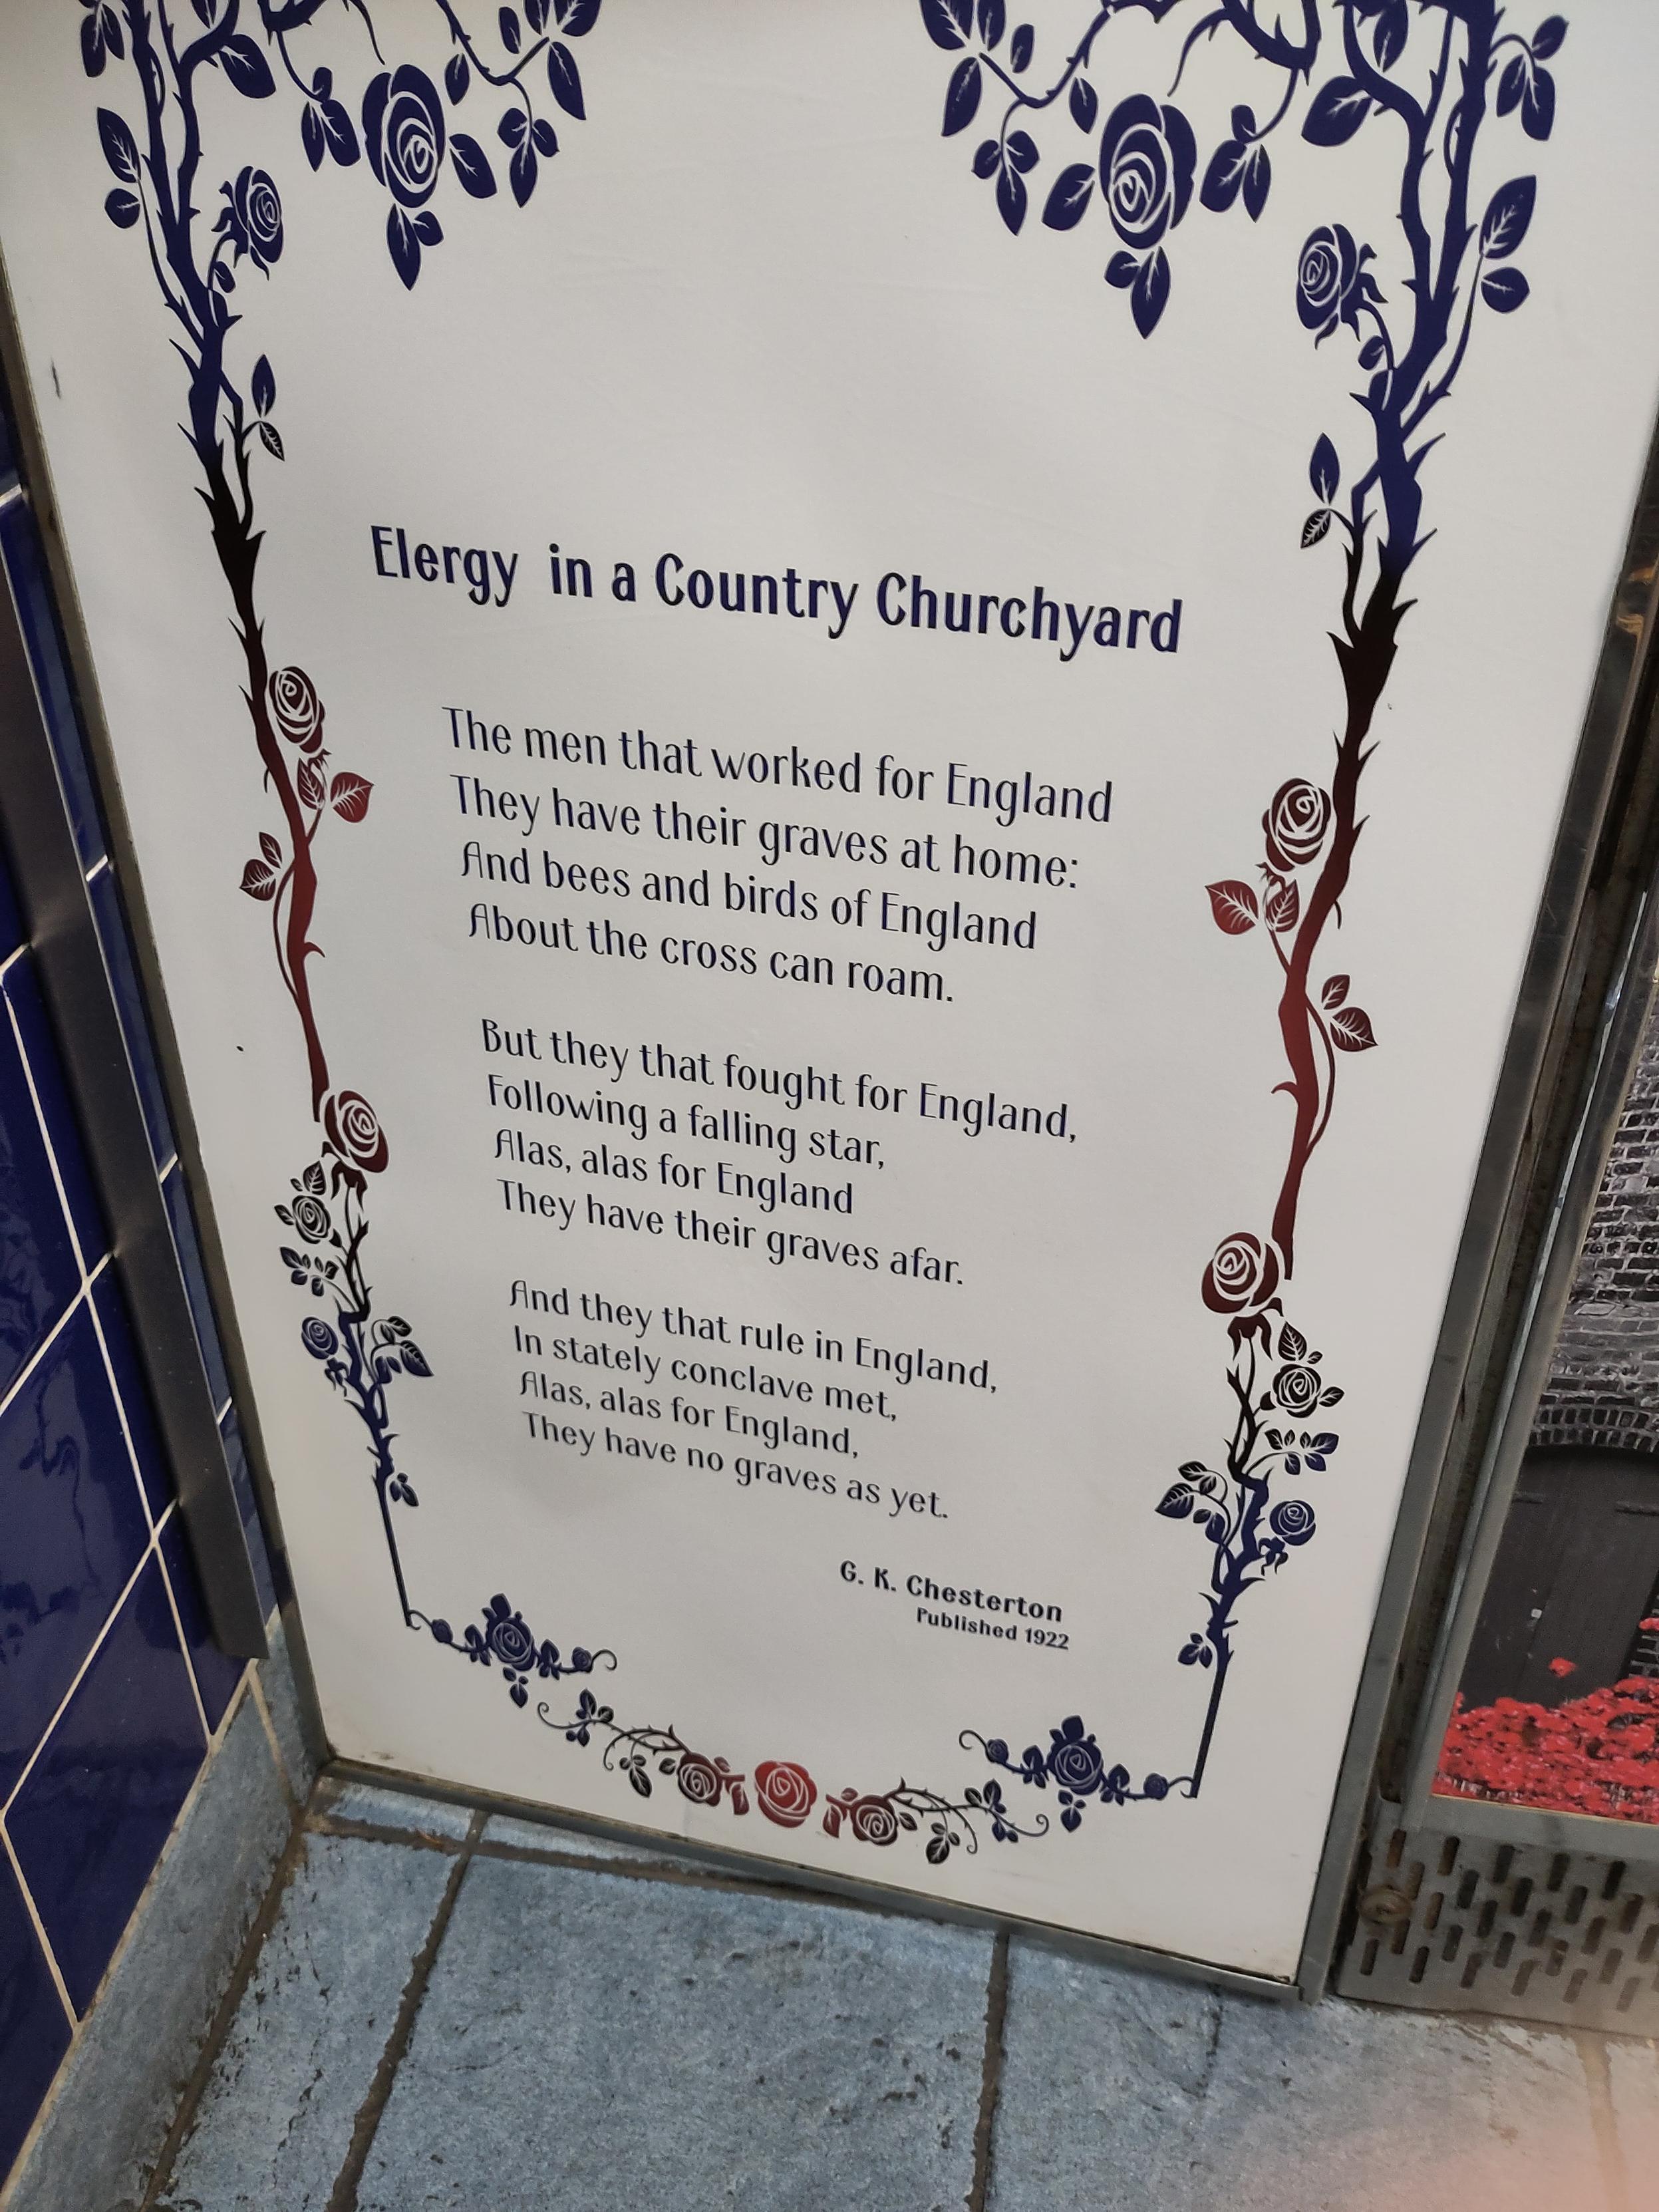 Elergy in a Country Churchyard
The men that worked for England
They have their graves at home:
And bees and birds of England
About the cross can roam.
But they that fought for England,
Following a falling star,
Alas, alas for England
They have their graves afar.
And they that rule in England,
In stately conclave met,
Alas, alas for England,
They have no graves as yet.
G. K. Chesterton
Published 1922